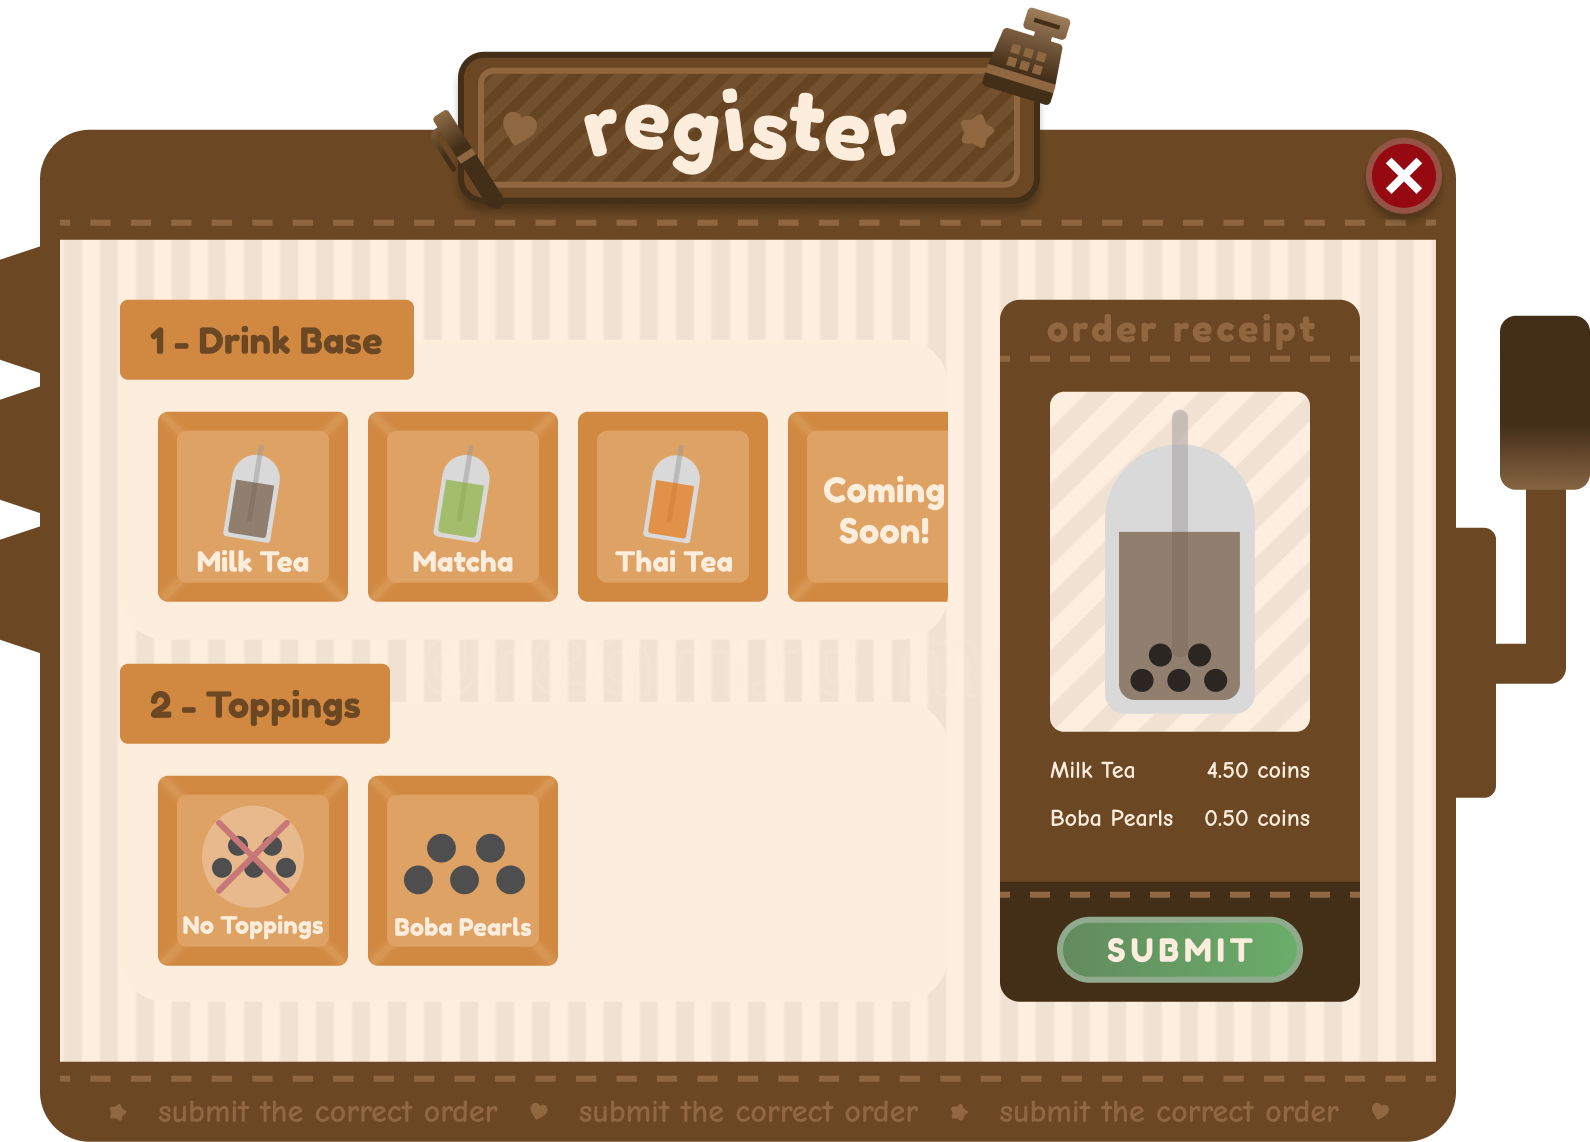 register
1 - Drink Base
Milk Tea
Matcha
Thai Tea
Coming
Soon!
2 - Toppings
No Toppings
Boba Pearls
order receipt
Milk Tea 4.50 coins
Boba Pearls 0.50 coins
SUBMIT
submit the correct order submit the correct order submit the correct order